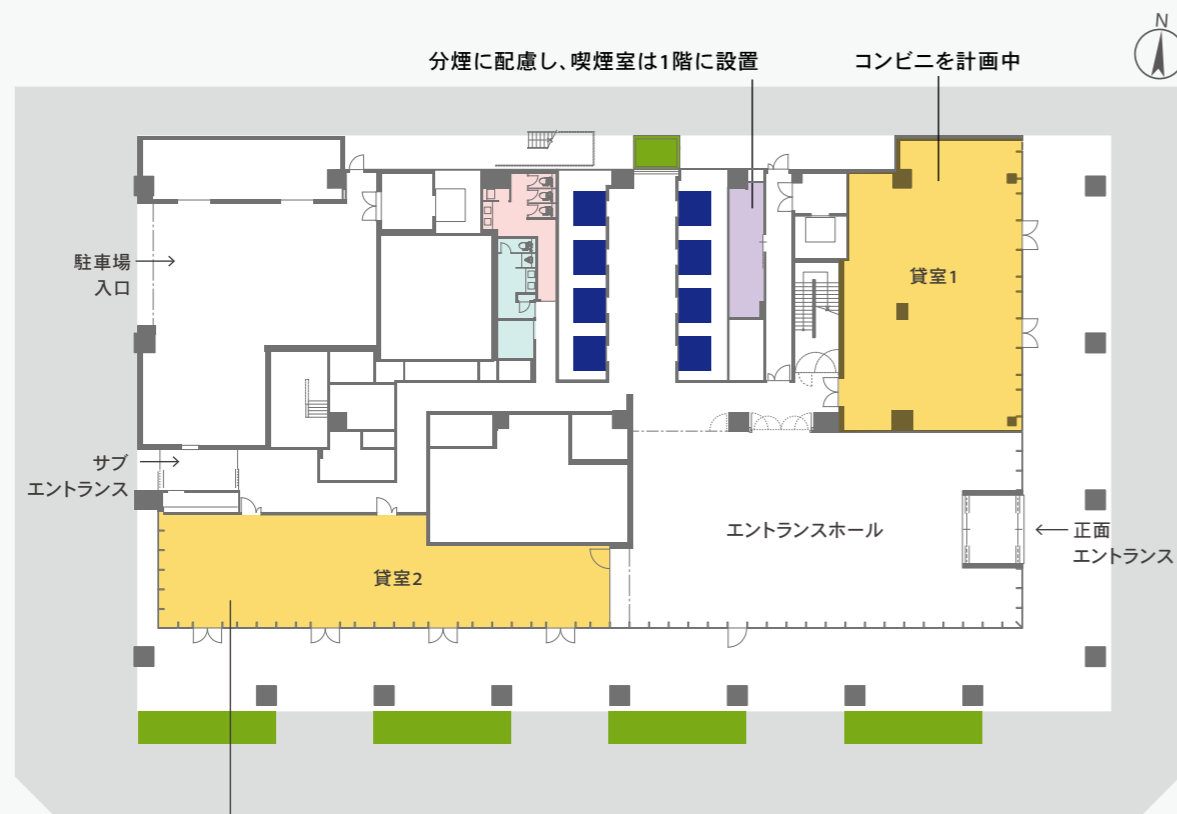 N
分煙に配慮し、喫煙室は1階に設置
コンビニを計画中
駐車場
入口
貸室1
サブ
エントランス
エントランスホール
正面
エントランス
貸室2